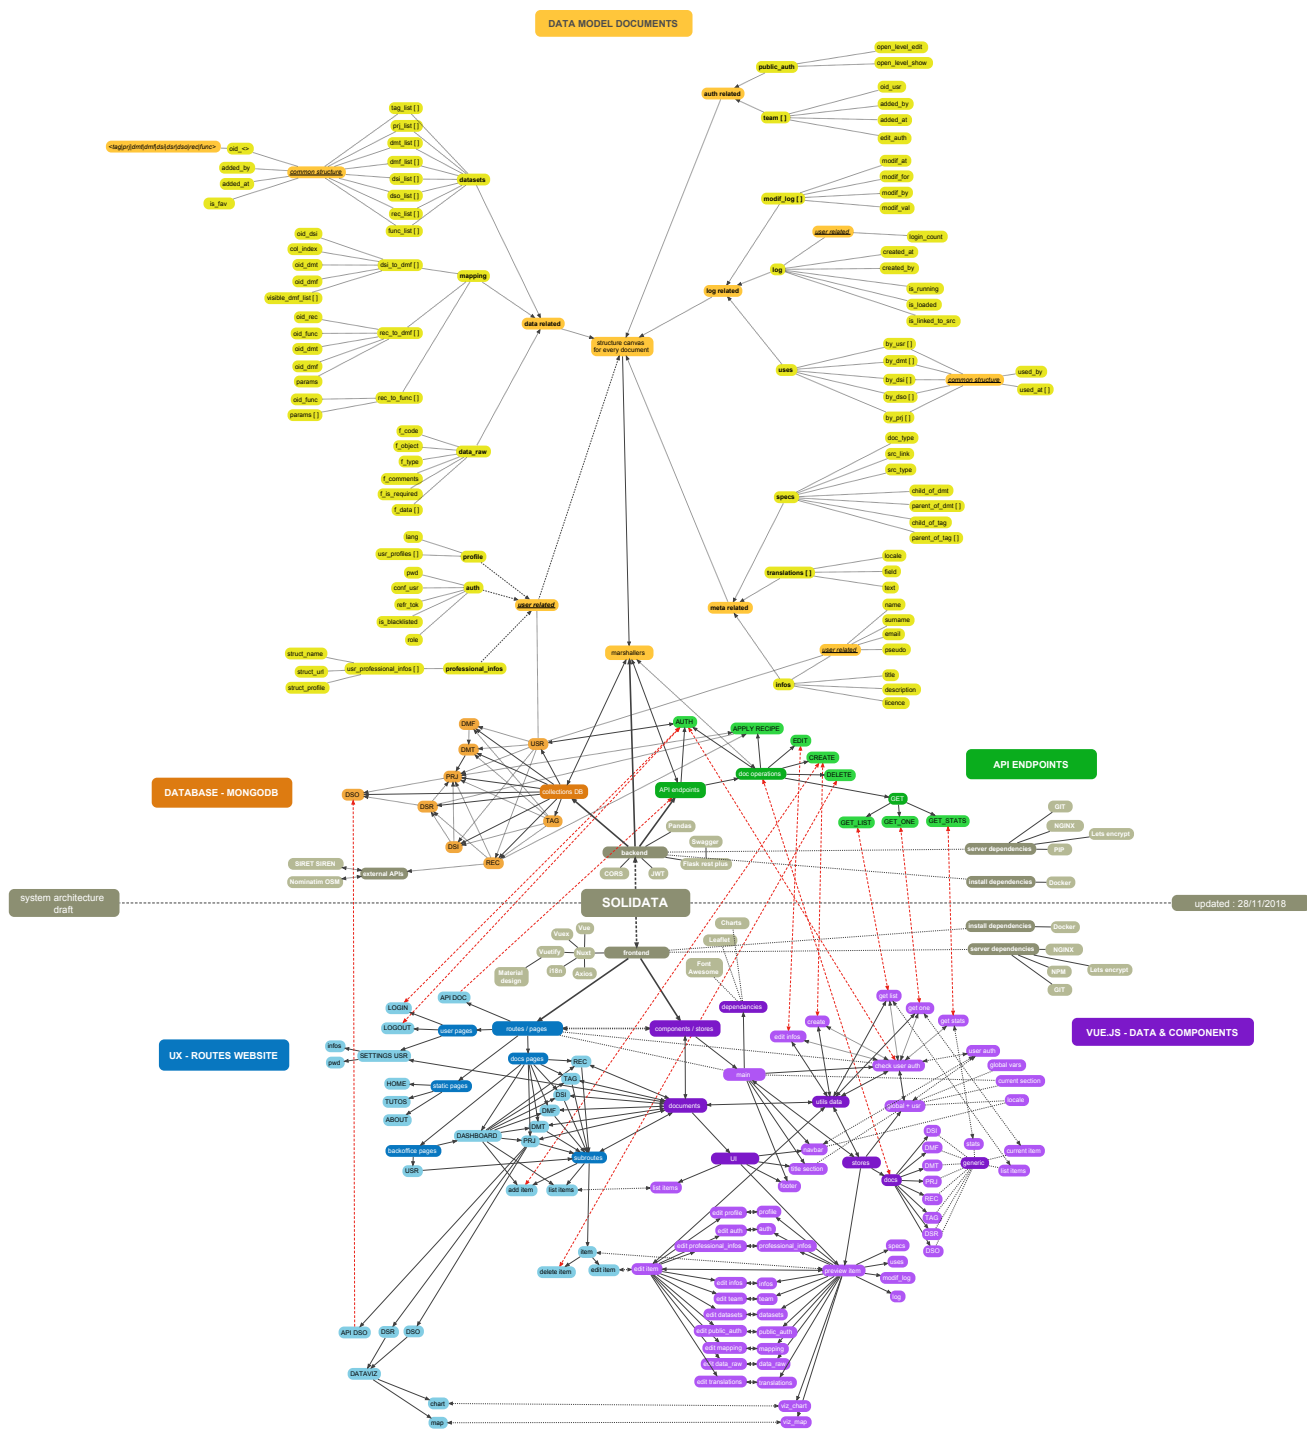 DATA MODEL DOCUMENTS
open_level_edit
public_auth
open_level_show
auth related
oid_usr
added_by
team [ ]
added_at
edit_auth
tag_list [ ]
prj_list [ ]
<tag|prj|dmt|dmf|dsi|dsr|dso|rec|func>
oid_<>
dmt_list [ ]
dmf_list [ ]
added_by
common structure
datasets
dsi_list [ ]
added_at
dso_list [ ]
is_fav
rec_list [ ]
func_list [ ]
modif_at
modif_for
modif_log [ ]
modif_by
modif_val
user related
login_count
created_at
log
created_by
is_running
log related
is_loaded
is_linked_to_src
oid_dsi
col_index
oid_dmt
dsi_to_dmf [ ]
mapping
oid_dmf
visible_dmf_list [ ]
oid_rec
oid_func
rec_to_dmf [ ]
oid_dmt
oid_dmf
params
oid_func
rec_to_func [ ]
params [ ]
data related
structure canvas
for every document
by_usr [ ]
by_dmt [ ]
uses
by_dsi [ ]
common structure
used_by
used_at [ ]
by_dso [ ]
by_prj [ ]
f_code
f_object
data_raw
f_type
f_comments
f_is_required
f_data [ ]
doc_type
src_link
src_type
specs
child_of_dmt
parent_of_dmt [ ]
child_of_tag
parent_of_tag [ ]
lang
usr_profiles [ ]
profile
pwd
conf_usr
auth
refr_tok
user related
is_blacklisted
role
struct_name
struct_url
usr_professional_infos [ ]
professional_infos
struct_profile
locale
translations [ ]
field
text
meta related
name
surname
email
user related
pseudo
infos
title
description
licence
marshallers
DMF
DMT
USR
PRJ
DSO
DSR
collections DB
TAG
DSI
REC
AUTH
APPLY RECIPE
EDIT
CREATE
doc operations
DELETE
API endpoints
GET
GET_LIST
GET_ONE
GET_STATS
DATABASE - MONGODB
API ENDPOINTS
Pandas
Swagger
backend
Flask rest plus
CORS
JWT
SIRET SIREN
external APIs
Nominatim OSM
GIT
NGINX
Lets encrypt
server dependencies
PIP
install dependencies
Docker
system architecture
draft
SOLIDATA
updated : 28/11/2018
Charts
Leaflet
Font
Awesome
Vue
Vuex
Vuetify
Nuxt
frontend
Material
design
i18n
Axios
install dependencies
Docker
server dependencies
NGINX
Lets encrypt
NPM
GIT
API DOC
LOGIN
LOGOUT
user pages
routes / pages
components / stores
dependancies
infos
SETTINGS USR
pwd
docs pages
REC
TAG
HOME
static pages
DSI
TUTOS
DMF
ABOUT
DMT
DASHBOARD
PRJ
backoffice pages
USR
subroutes
add item
list items
UX - ROUTES WEBSITE
VUE.JS - DATA & COMPONENTS
get list
get one
create
get stats
edit infos
user auth
main
check user auth
global vars
current section
documents
utils data
global + usr
locale
navbar
UI
title section
stores
list items
footer
docs
DSI
DMF
DMT
PRJ
REC
TAG
DSR
DSO
stats
generic
current item
list items
edit profile
profile
edit auth
auth
edit professional_infos
professional_infos
item
delete item
edit item
edit item
preview item
specs
uses
modif_log
log
edit infos
infos
edit team
team
edit datasets
datasets
edit public_auth
public_auth
edit mapping
mapping
edit data_raw
data_raw
edit translations
translations
API DSO
DSR
DSO
DATAVIZ
chart
viz_chart
map
viz_map